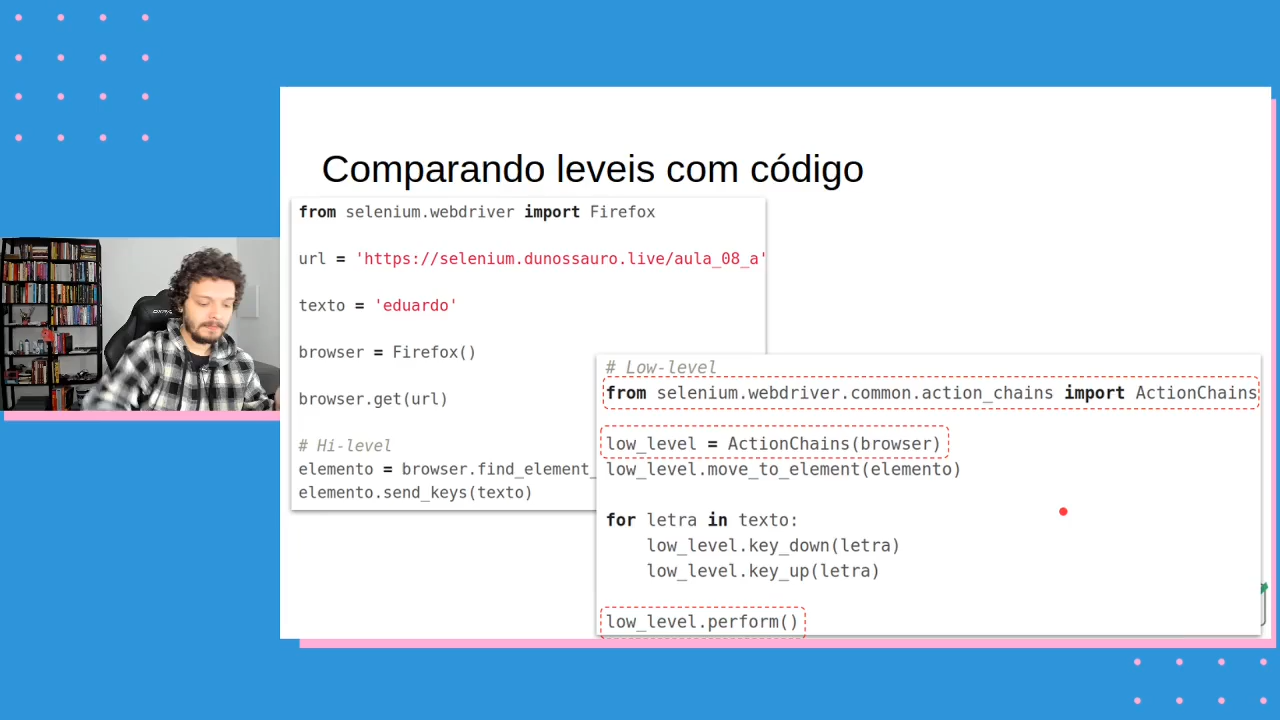 Comparando leveis com código
from selenium.webdriver import Firefox
url = 'https://selenium.dunossauro.live/aula_08_a'
texto = 'eduardo'
browser = Firefox()
browser.get(url)
# Hi-level
elemento = browser.find_element_
elemento.send_keys(texto)
# Low-level
from selenium.webdriver.common.action_chains import ActionChains
low_level = ActionChains(browser)
low_level.move_to_element(elemento)
for letra in texto:
    low_level.key_down(letra)
    low_level.key_up(letra)
low_level.perform()